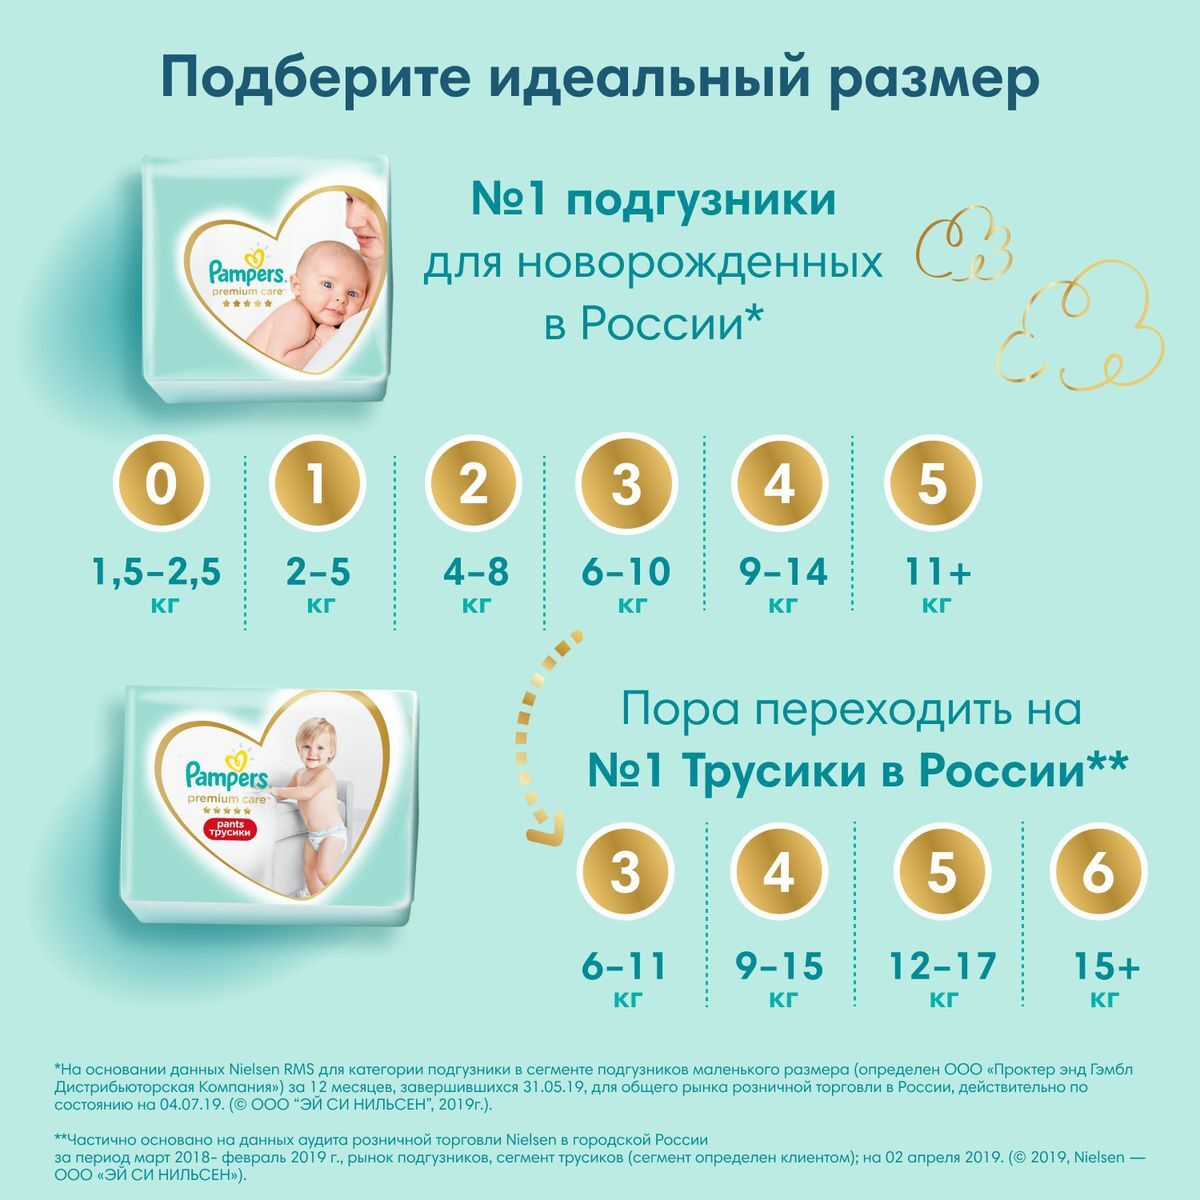 Подберите идеальный размер
№1 подгузники
для новорожденных
в России*
Pampers.
premium care™
0 1 2 3 4 5
1,5–2,5 2–5 4–8 6–10 9–14 11+
кг кг кг кг кг кг
Пора переходить на
№1 Трусики в России**
Pampers.
premium care™
pants
трусики
3 4 5 6
6–11 9–15 12–17 15+
кг кг кг кг
*На основании данных Nielsen RMS для категории подгузники в сегменте подгузников маленького размера (определен ООО «Проктер энд Гэмбл
Дистрибьюторская Компания») за 12 месяцев, завершившихся 31.05.19, для общего рынка розничной торговли в России, действительно по
состоянию на 04.07.19. (© ООО “ЭЙ СИ НИЛЬСЕН”, 2019г.).
**Частично основано на данных аудита розничной торговли Nielsen в городской России
за период март 2018- февраль 2019 г., рынок подгузников, сегмент трусиков (сегмент определен клиентом); на 02 апреля 2019. (© 2019, Nielsen —
ООО «ЭЙ СИ НИЛЬСЕН»).